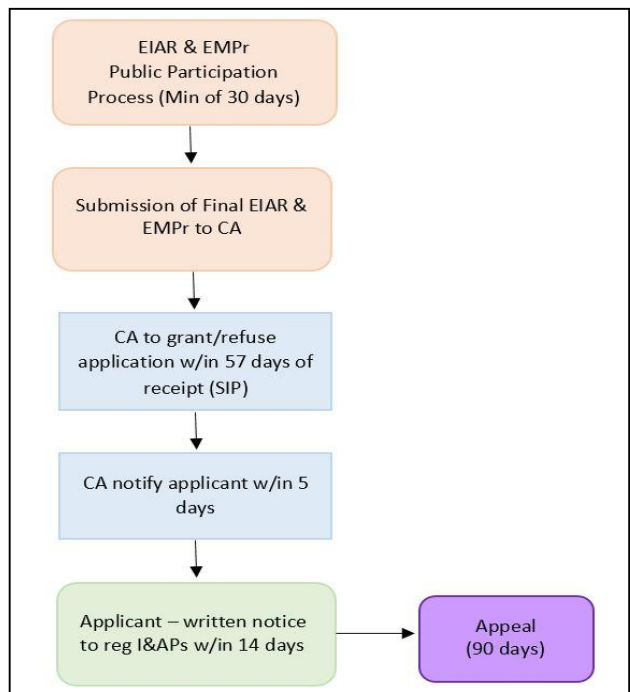 EIAR & EMPr
Public Participation
Process (Min of 30 days)
Submission of Final EIAR &
EMPr to CA
CA to grant/refuse
application w/in 57 days of
receipt (SIP)
CA notify applicant w/in 5
days
Applicant – written notice
to reg I&APs w/in 14 days
Appeal
(90 days)